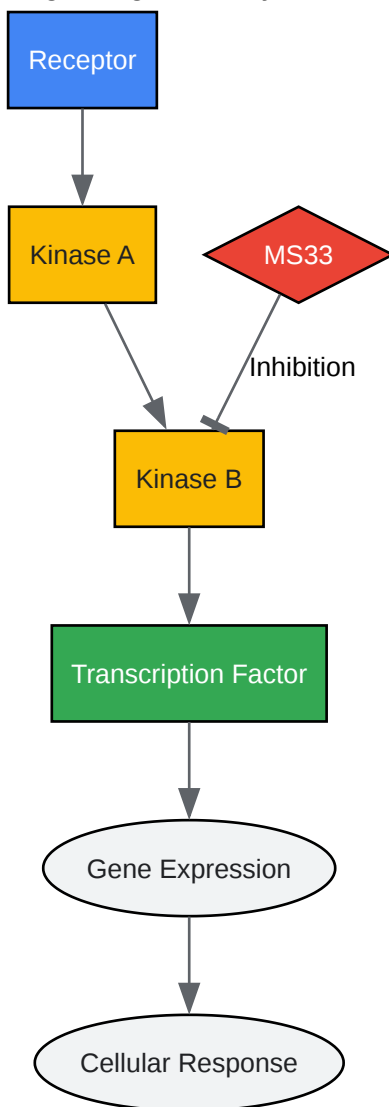 Receptor
Kinase A
MS33
Inhibition
Kinase B
Transcription Factor
Gene Expression
Cellular Response